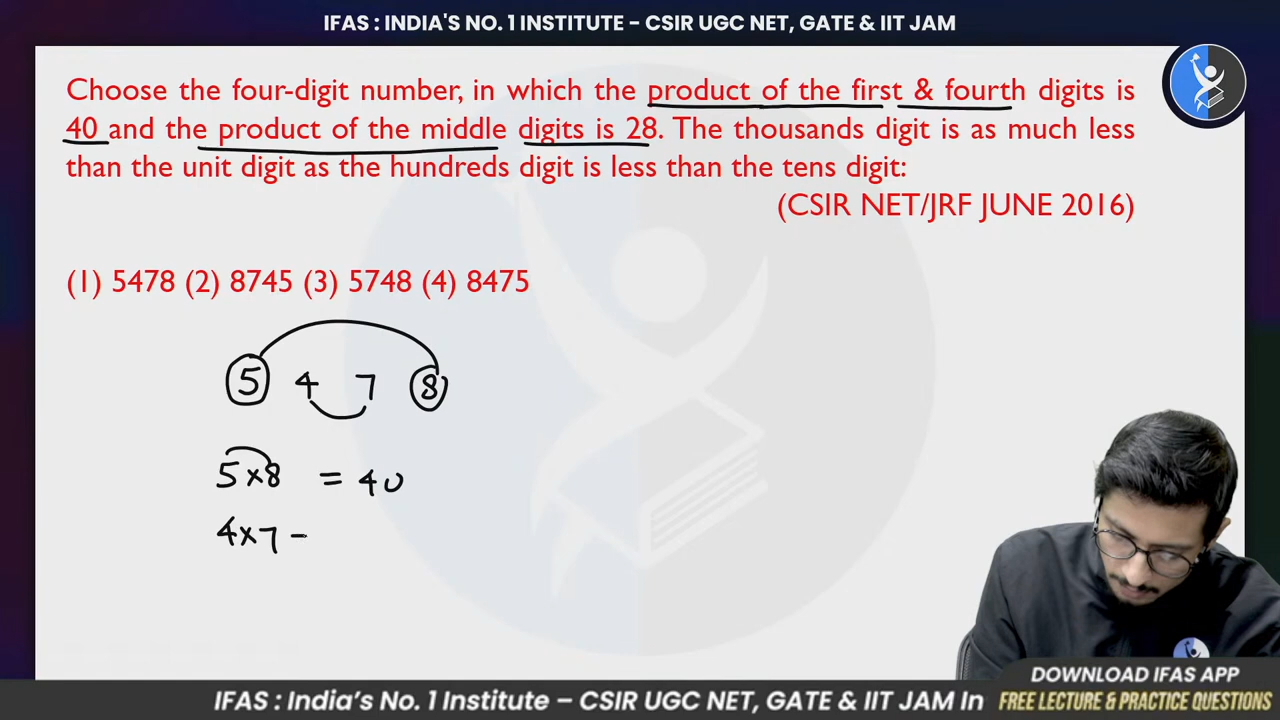 IFAS : INDIA'S NO. 1 INSTITUTE - CSIR UGC NET, GATE & IIT JAM
Choose the four-digit number, in which the product of the first & fourth digits is
40 and the product of the middle digits is 28. The thousands digit is as much less
than the unit digit as the hundreds digit is less than the tens digit:
(CSIR NET/JRF JUNE 2016)
(1) 5478 (2) 8745 (3) 5748 (4) 8475
5 4 7 8
5×8 = 40
4×7 -
DOWNLOAD IFAS APP
IFAS : India's No. 1 Institute – CSIR UGC NET, GATE & IIT JAM In
FREE LECTURE & PRACTICE QUESTIONS